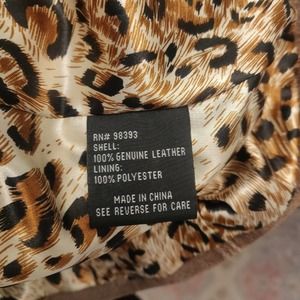 RN# 98393
SHELL:
100% GENUINE LEATHER
LINING:
100% POLYESTER
MADE IN CHINA
SEE REVERSE FOR CARE